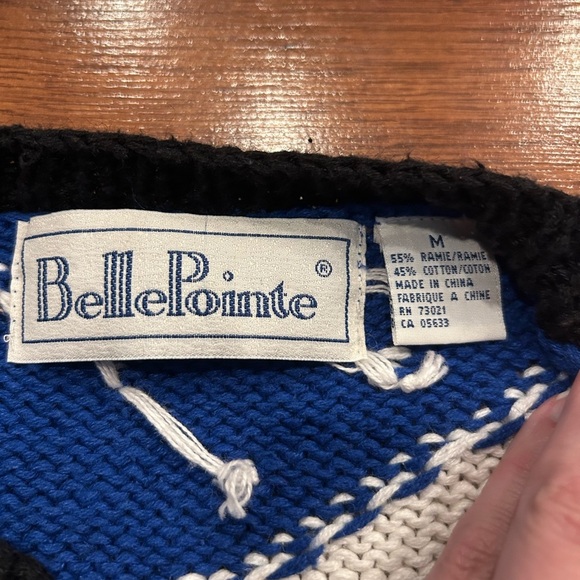 BellePointe ®
M
55% RAMIE/RAMIE
45% COTTON/COTON
MADE IN CHINA
FABRIQUE A CHINE
RN 73021
CA 05633